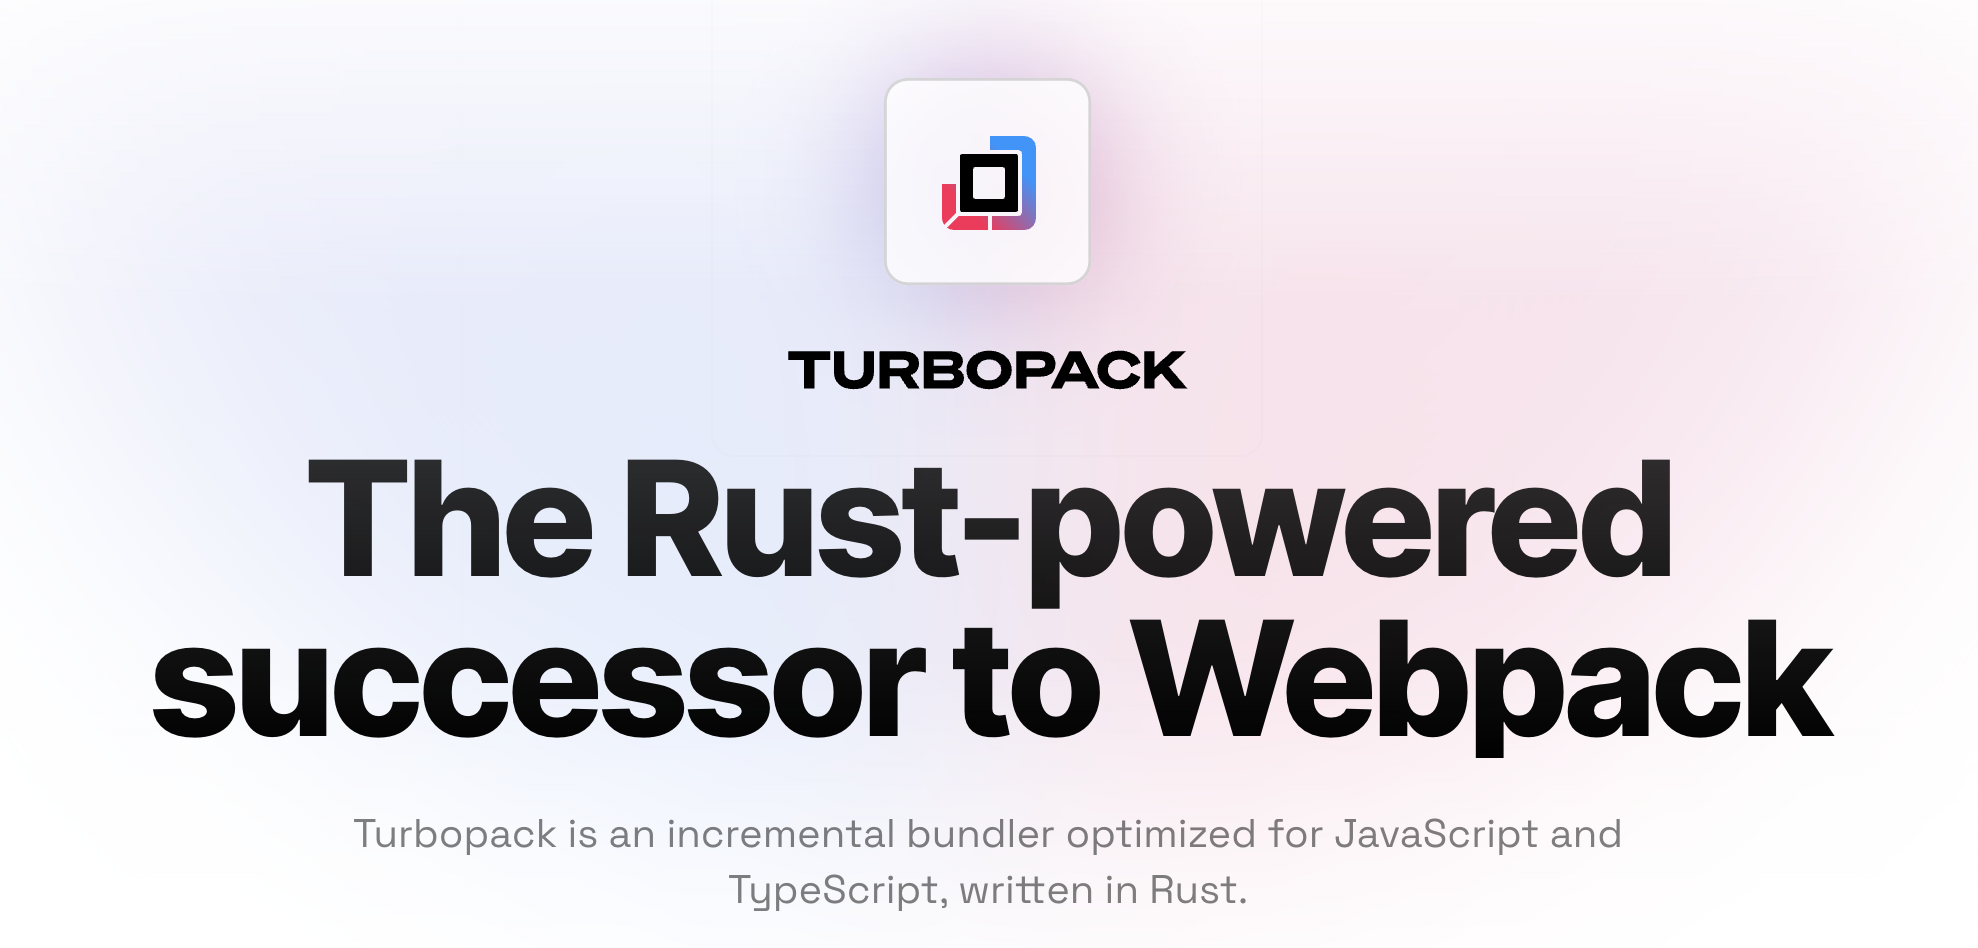 TURBOPACK
The Rust-powered
successor to Webpack
Turbopack is an incremental bundler optimized for JavaScript and
TypeScript, written in Rust.